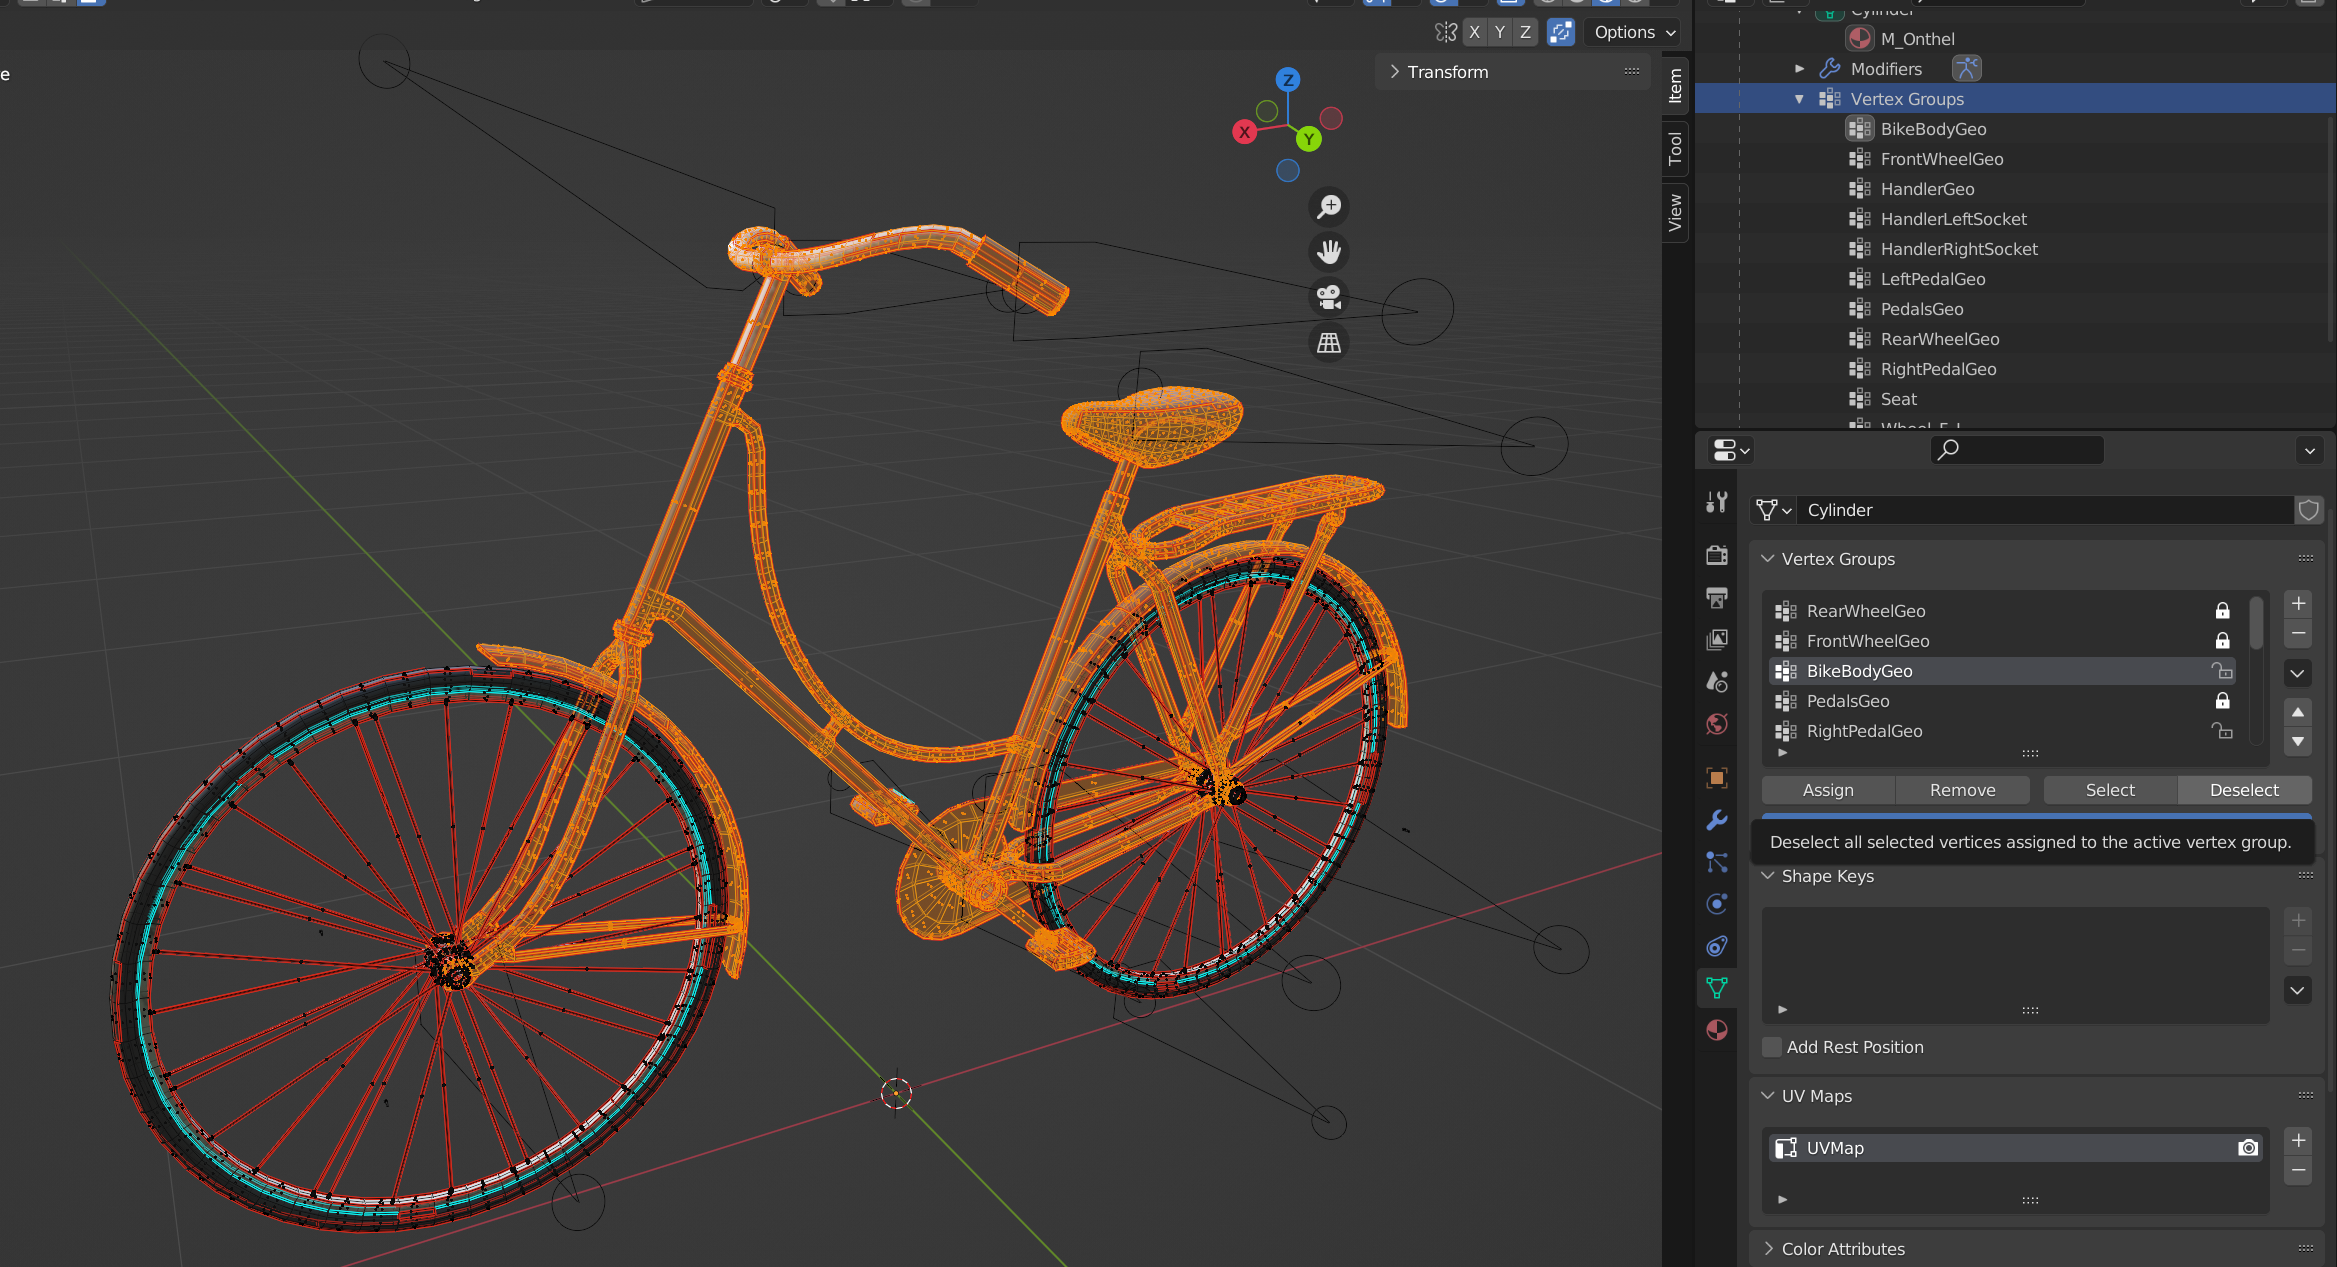 e
X Y Z Options
Transform
Item
Tool
View
Z
X
Y
Cylinder
M_Onthel
Modifiers
Vertex Groups
BikeBodyGeo
FrontWheelGeo
HandlerGeo
HandlerLeftSocket
HandlerRightSocket
LeftPedalGeo
PedalsGeo
RearWheelGeo
RightPedalGeo
Seat
Cylinder
Vertex Groups
RearWheelGeo
FrontWheelGeo
BikeBodyGeo
PedalsGeo
RightPedalGeo
Assign Remove Select Deselect
Deselect all selected vertices assigned to the active vertex group.
Shape Keys
Add Rest Position
UV Maps
UVMap
Color Attributes